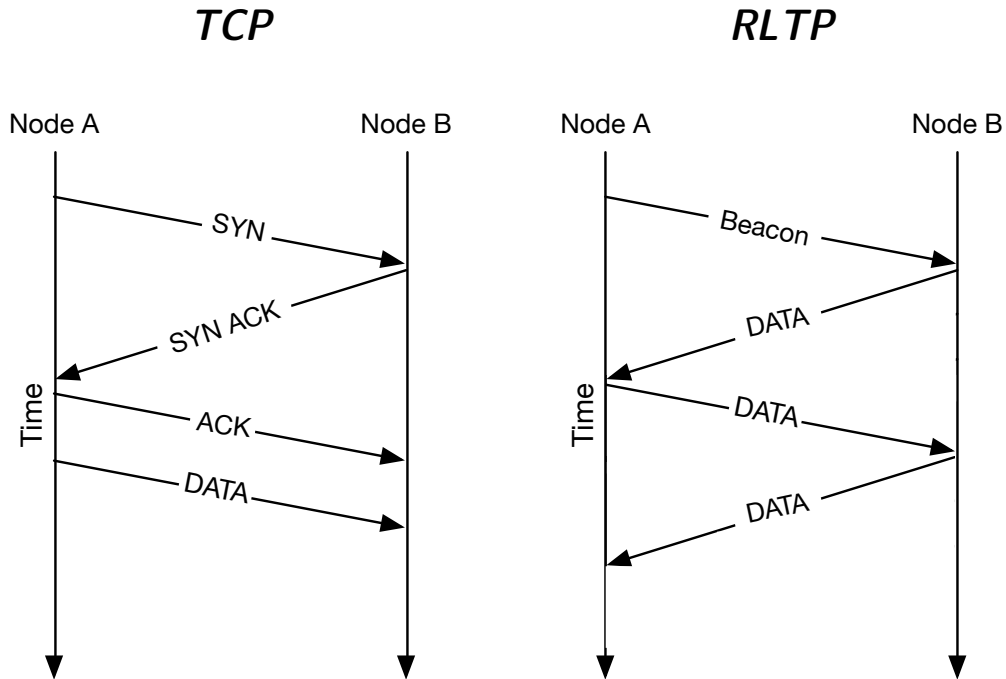 TCP
Node A
Node B
SYN
SYN ACK
Time
ACK
DATA
RLTP
Node A
Node B
Beacon
DATA
Time
DATA
DATA